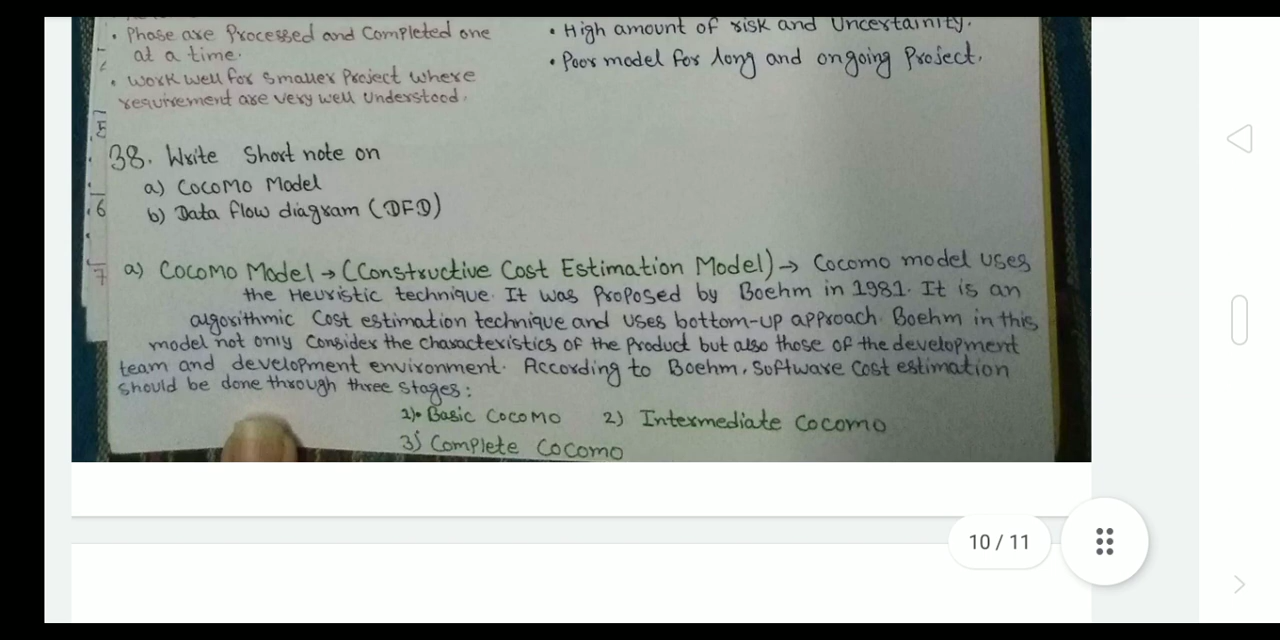 • Phase are Processed and Completed one
at a time.
• Work well for Smaller Project where
requirement are very well Understood.
• High amount of risk and Uncertainity.
• Poor model for long and ongoing Project.
5
6
7
38. Write Short note on
a) COCOMO Model
b) Data flow diagram (DFD)
a) COCOMO Model → (Constructive Cost Estimation Model) → Cocomo model uses
the Heuristic technique. It was Proposed by Boehm in 1981. It is an
algorithmic Cost estimation technique and uses bottom-up approach. Boehm in this
model not only Consider the characteristics of the Product but also those of the development
team and development environment. According to Boehm, Software Cost estimation
should be done through three stages:
1)• Basic COCOMO 2) Intermediate COCOMO
3) Complete COCOMO
10 / 11